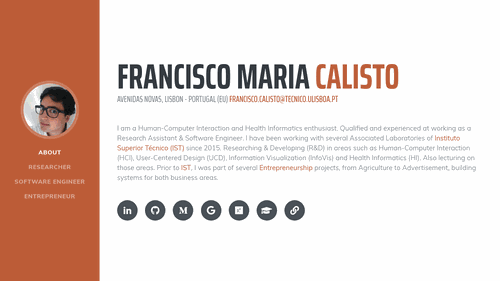 FRANCISCO MARIA CALISTO
AVENIDAS NOVAS, LISBON - PORTUGAL (EU) FRANCISCO.CALISTO@TECNICO.ULISBOA.PT
ABOUT
RESEARCHER
SOFTWARE ENGINEER
ENTREPRENEUR
I am a Human-Computer Interaction and Health Informatics enthusiast. Qualified and experienced at working as a
Research Assistant & Software Engineer. I have been working with several Associated Laboratories of Instituto
Superior Técnico (IST) since 2015. Researching & Developing (R&D) in areas such as Human-Computer Interaction
(HCI), User-Centered Design (UCD), Information Visualization (InfoVis) and Health Informatics (HI). Also lecturing on
those areas. Prior to IST, I was part of several Entrepreneurship projects, from Agriculture to Advertisement, building
systems for both business areas.